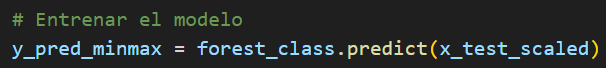 # Entrenar el modelo
y_pred_minmax = forest_class.predict(x_test_scaled)